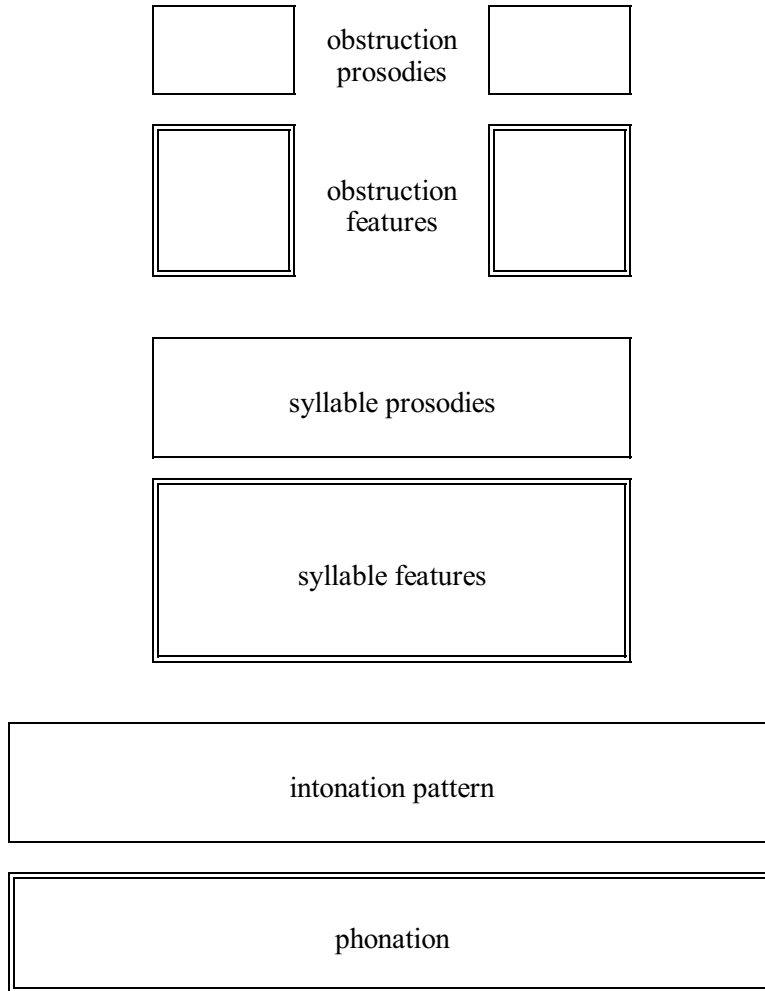 obstruction
prosodies
obstruction
features
syllable prosodies
syllable features
intonation pattern
phonation